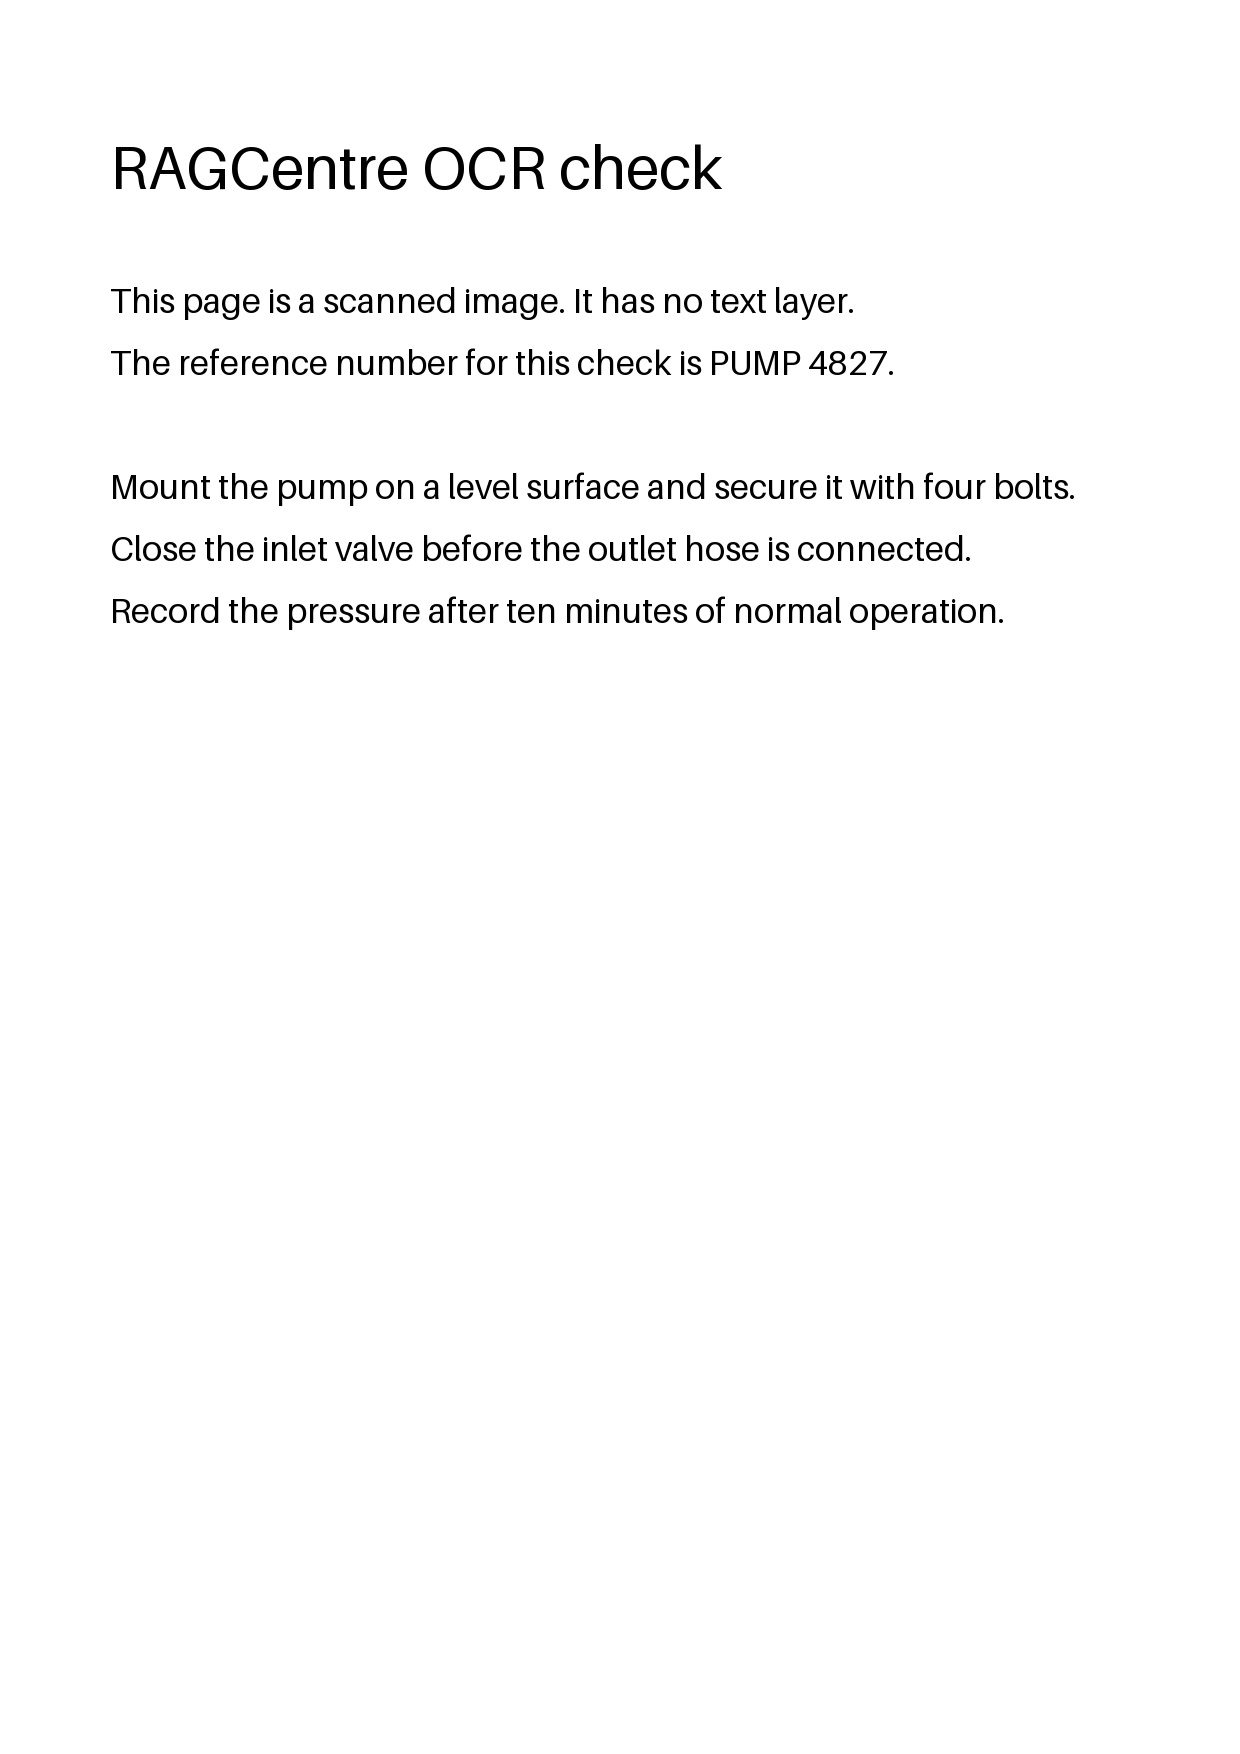 RAGCentre OCR check
This page is a scanned image. It has no text layer.
The reference number for this check is PUMP 4827.
Mount the pump on a level surface and secure it with four bolts.
Close the inlet valve before the outlet hose is connected.
Record the pressure after ten minutes of normal operation.